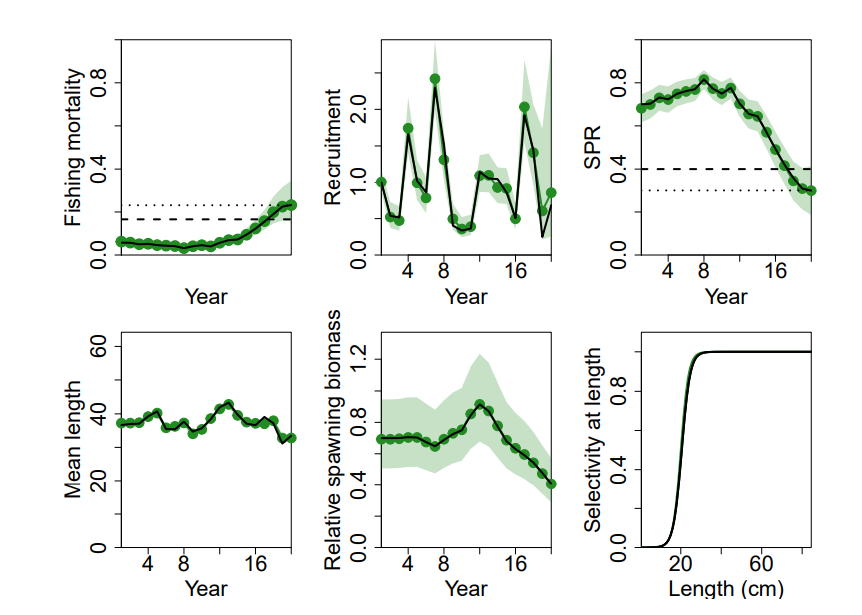 Fishing mortality
0.0 0.4 0.8
Year
Recruitment
0.0 1.0 2.0
4 8 16
Year
SPR
0.0 0.4 0.8
4 8 16
Year
Mean length
0 20 40 60
4 8 16
Year
Relative spawning biomass
0.0 0.4 0.8 1.2
4 8 16
Year
Selectivity at length
0.0 0.4 0.8
20 60
Length (cm)